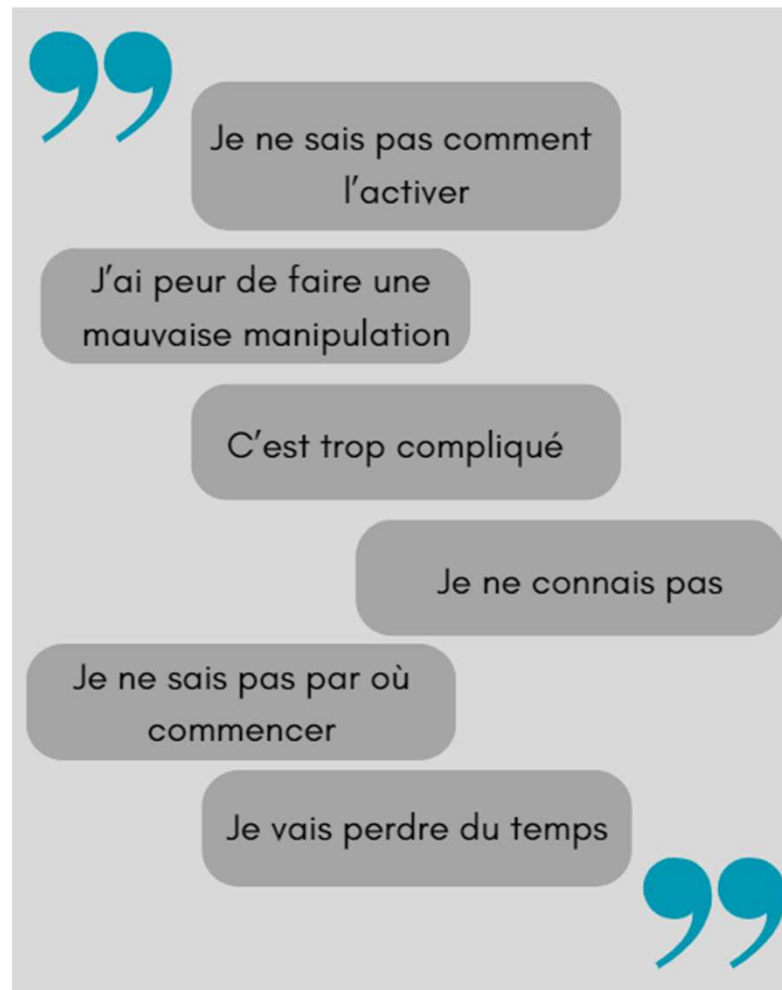 Je ne sais pas comment
l’activer
J’ai peur de faire une
mauvaise manipulation
C’est trop compliqué
Je ne connais pas
Je ne sais pas par où
commencer
Je vais perdre du temps